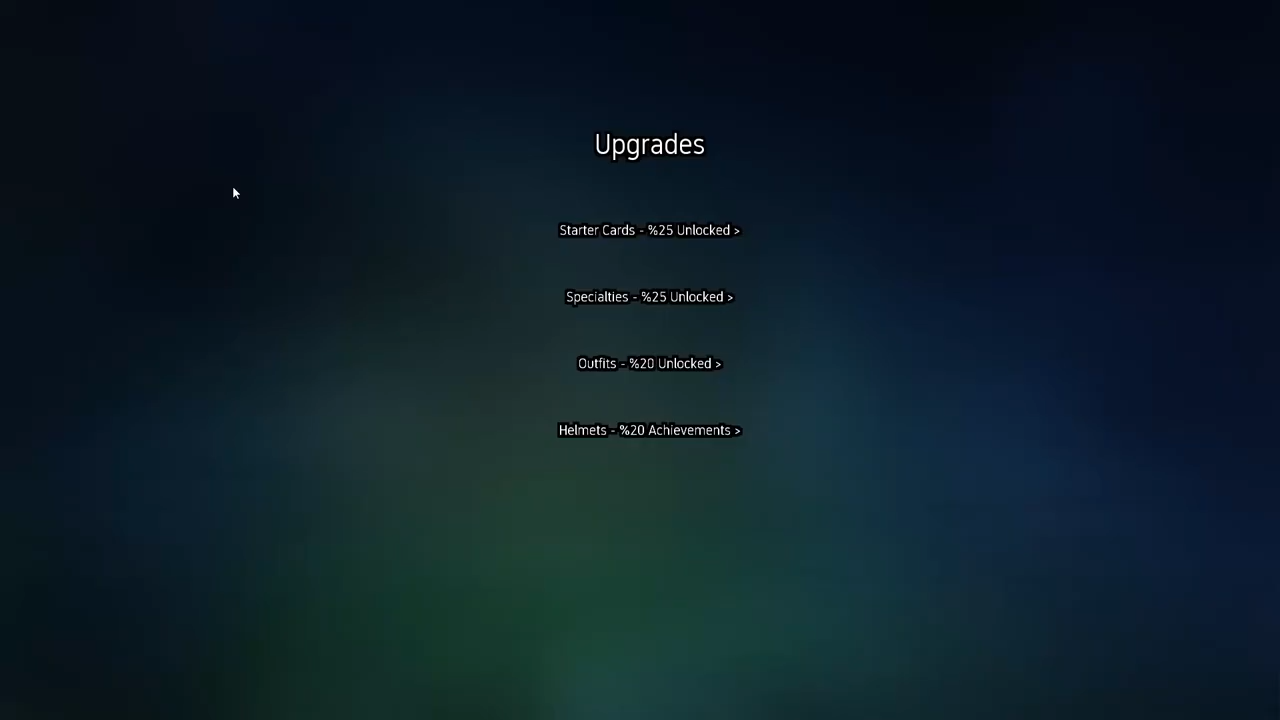 Upgrades
Starter Cards - %25 Unlocked >
Specialties - %25 Unlocked >
Outfits - %20 Unlocked >
Helmets - %20 Achievements >